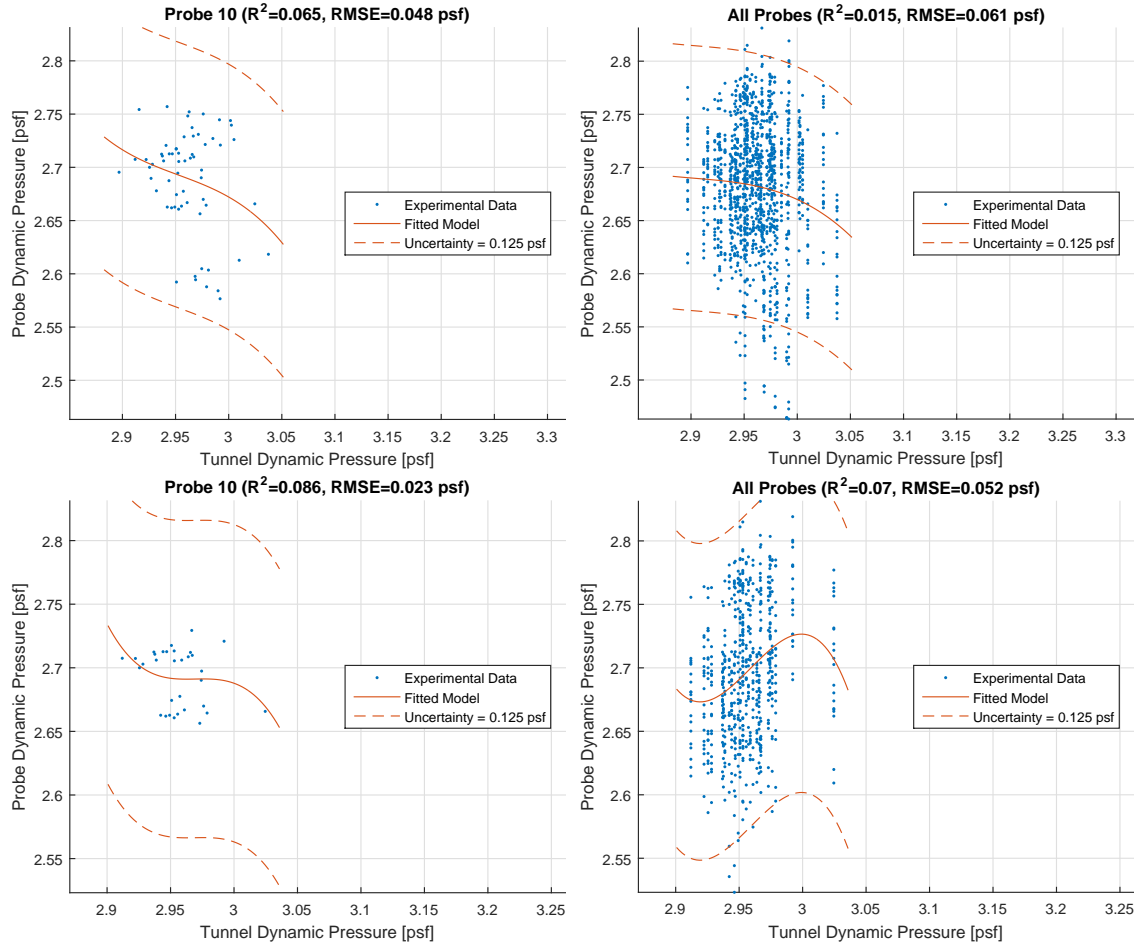 Probe 10 (R²=0.065, RMSE=0.048 psf)
Probe Dynamic Pressure [psf]
2.8
2.75
2.7
2.65
2.6
2.55
2.5
Experimental Data
Fitted Model
Uncertainty = 0.125 psf
2.9 2.95 3 3.05 3.1 3.15 3.2 3.25 3.3
Tunnel Dynamic Pressure [psf]
All Probes (R²=0.015, RMSE=0.061 psf)
Probe Dynamic Pressure [psf]
2.8
2.75
2.7
2.65
2.6
2.55
2.5
Experimental Data
Fitted Model
Uncertainty = 0.125 psf
2.9 2.95 3 3.05 3.1 3.15 3.2 3.25 3.3
Tunnel Dynamic Pressure [psf]
Probe 10 (R²=0.086, RMSE=0.023 psf)
Probe Dynamic Pressure [psf]
2.8
2.75
2.7
2.65
2.6
2.55
Experimental Data
Fitted Model
Uncertainty = 0.125 psf
2.9 2.95 3 3.05 3.1 3.15 3.2 3.25
Tunnel Dynamic Pressure [psf]
All Probes (R²=0.07, RMSE=0.052 psf)
Probe Dynamic Pressure [psf]
2.8
2.75
2.7
2.65
2.6
2.55
Experimental Data
Fitted Model
Uncertainty = 0.125 psf
2.9 2.95 3 3.05 3.1 3.15 3.2 3.25
Tunnel Dynamic Pressure [psf]